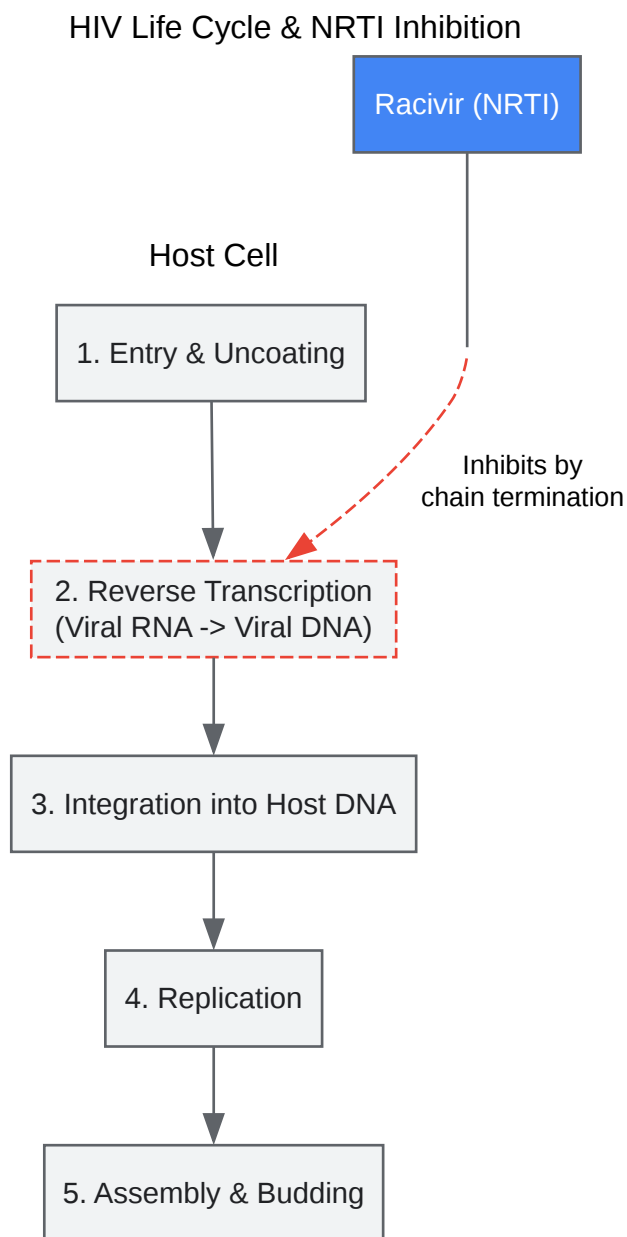 HIV Life Cycle & NRTI Inhibition
Racivir (NRTI)
Host Cell
1. Entry & Uncoating
Inhibits by
chain termination
2. Reverse Transcription
(Viral RNA -> Viral DNA)
3. Integration into Host DNA
4. Replication
5. Assembly & Budding